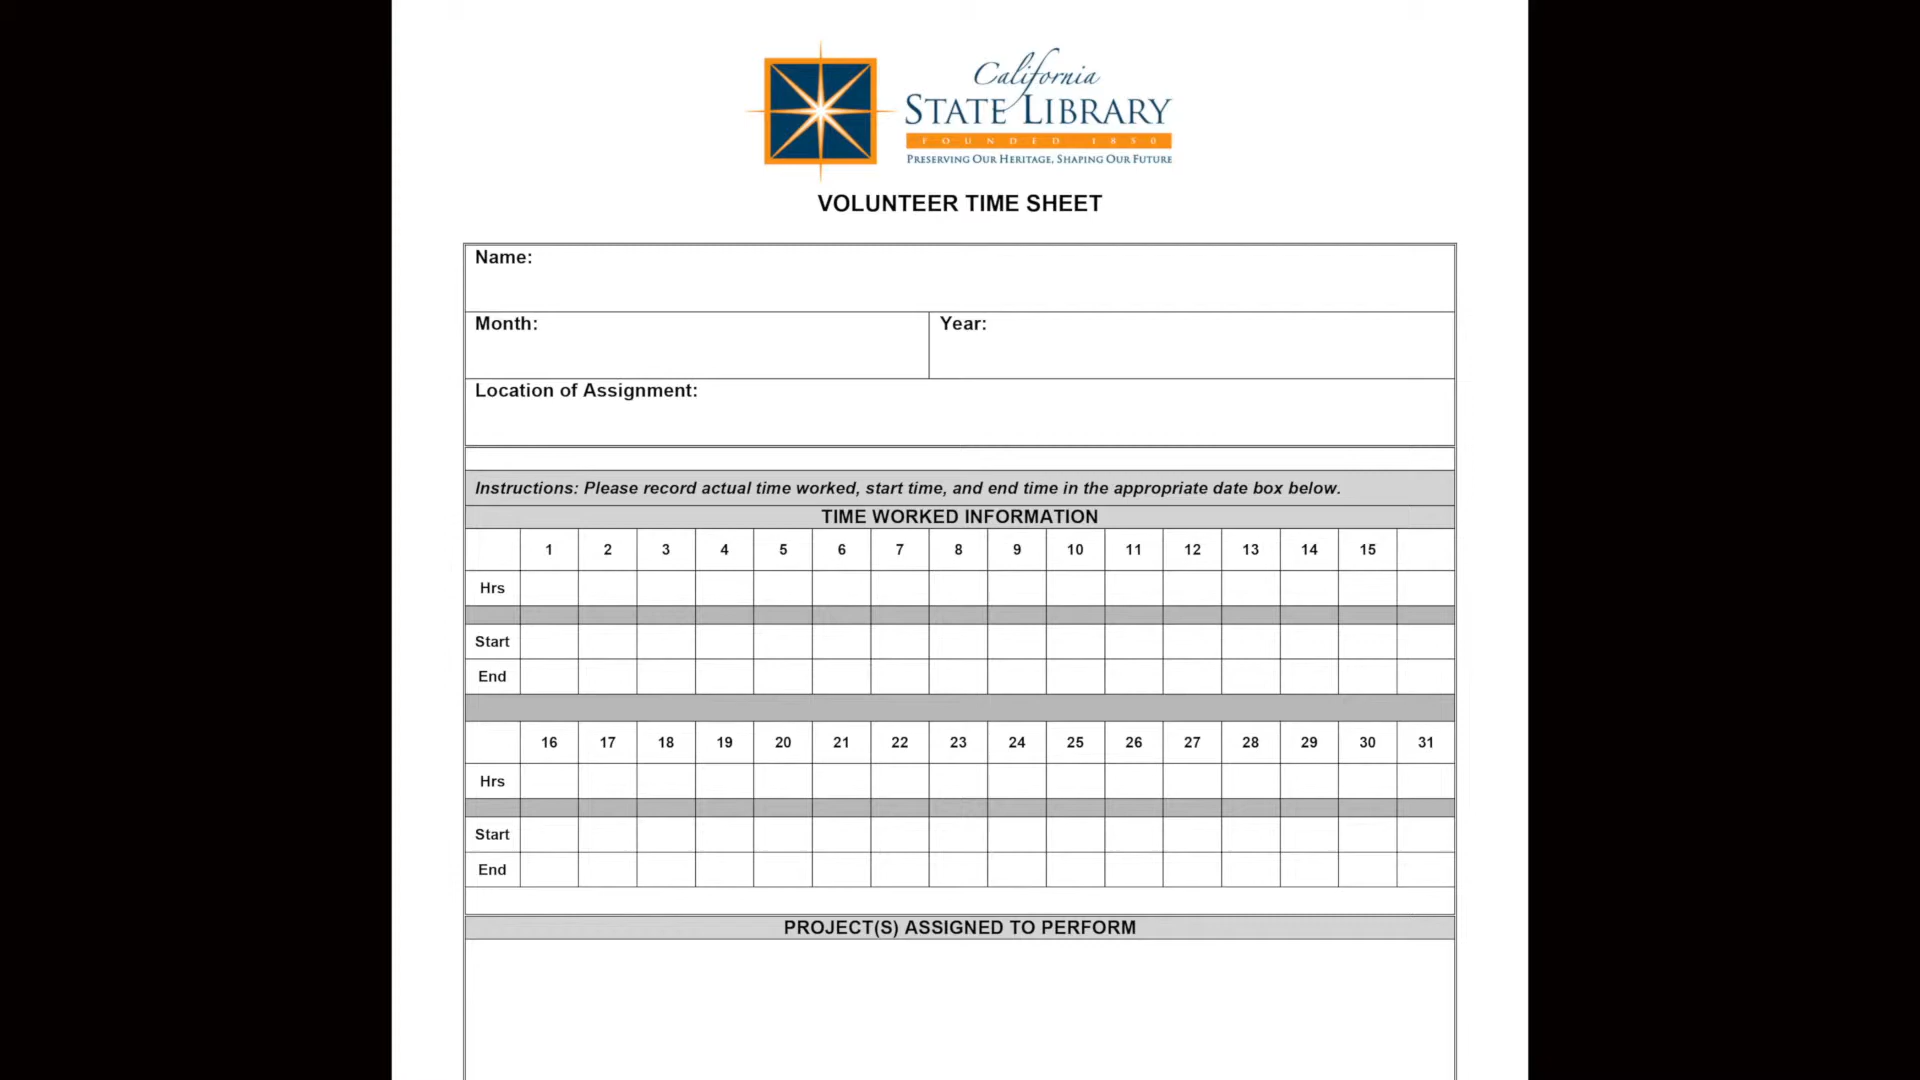 California
STATE LIBRARY
FOUNDED 1850
PRESERVING OUR HERITAGE, SHAPING OUR FUTURE
VOLUNTEER TIME SHEET
Name:
Month: Year:
Location of Assignment:
Instructions: Please record actual time worked, start time, and end time in the appropriate date box below.
TIME WORKED INFORMATION
1 2 3 4 5 6 7 8 9 10 11 12 13 14 15
Hrs
Start
End
16 17 18 19 20 21 22 23 24 25 26 27 28 29 30 31
Hrs
Start
End
PROJECT(S) ASSIGNED TO PERFORM